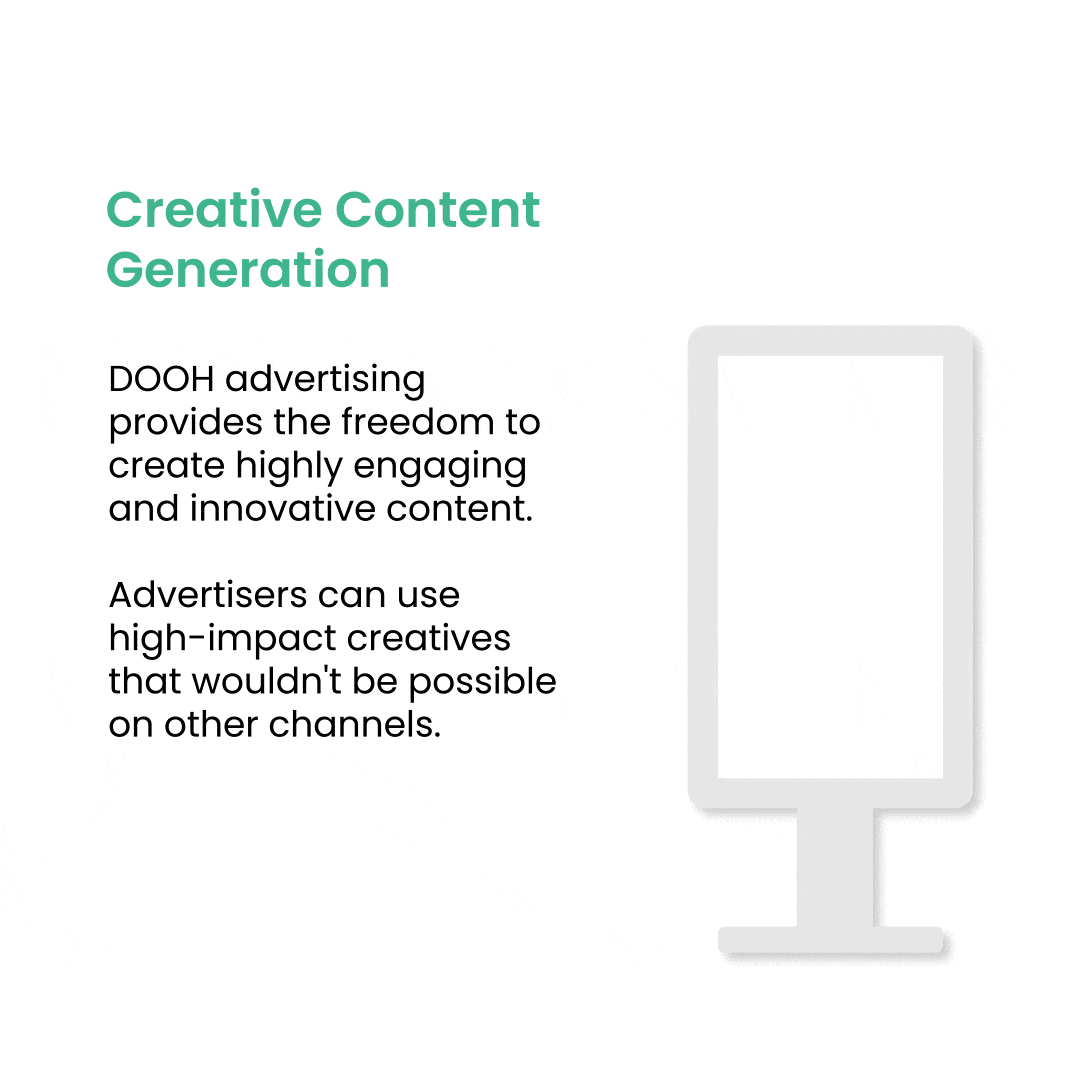 Creative Content
Generation
DOOH advertising
provides the freedom to
create highly engaging
and innovative content.
Advertisers can use
high-impact creatives
that wouldn't be possible
on other channels.